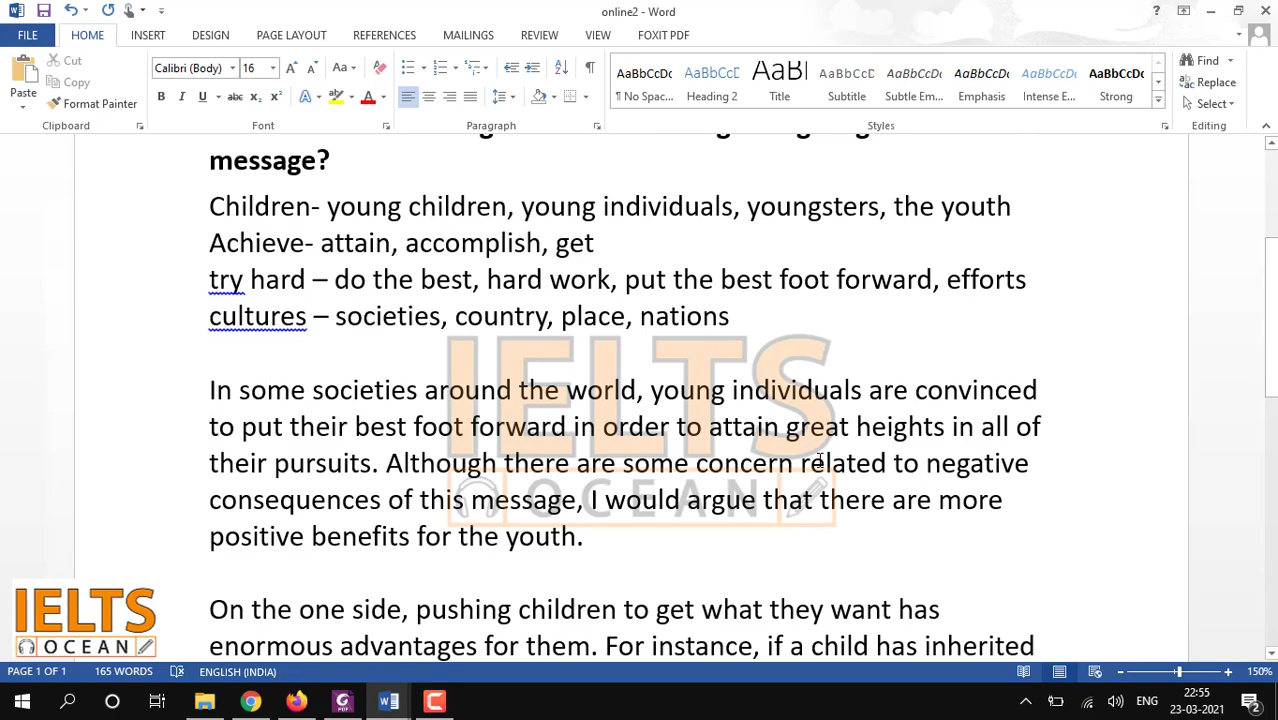 online2 - Word
FILE HOME INSERT DESIGN PAGE LAYOUT REFERENCES MAILINGS REVIEW VIEW FOXIT PDF
Cut
Copy
Format Painter
Paste
Calibri (Body) 16
Clipboard Font Paragraph Styles Editing
AaBbCcDc ¶ No Spac...
AaBbCcDc Heading 2
AaBl Title
AaBbCcDc Subtitle
AaBbCcDc Subtle Em...
AaBbCcDc Emphasis
AaBbCcDc Intense E...
AaBbCcDc Strong
Find
Replace
Select
message?
Children- young children, young individuals, youngsters, the youth
Achieve- attain, accomplish, get
try hard – do the best, hard work, put the best foot forward, efforts
cultures – societies, country, place, nations
In some societies around the world, young individuals are convinced
to put their best foot forward in order to attain great heights in all of
their pursuits. Although there are some concern related to negative
consequences of this message, I would argue that there are more
positive benefits for the youth.
On the one side, pushing children to get what they want has
enormous advantages for them. For instance, if a child has inherited
IELTS
OCEAN
IELTS
OCEAN
PAGE 1 OF 1 165 WORDS ENGLISH (INDIA) 150%
ENG 22:55
23-03-2021 2